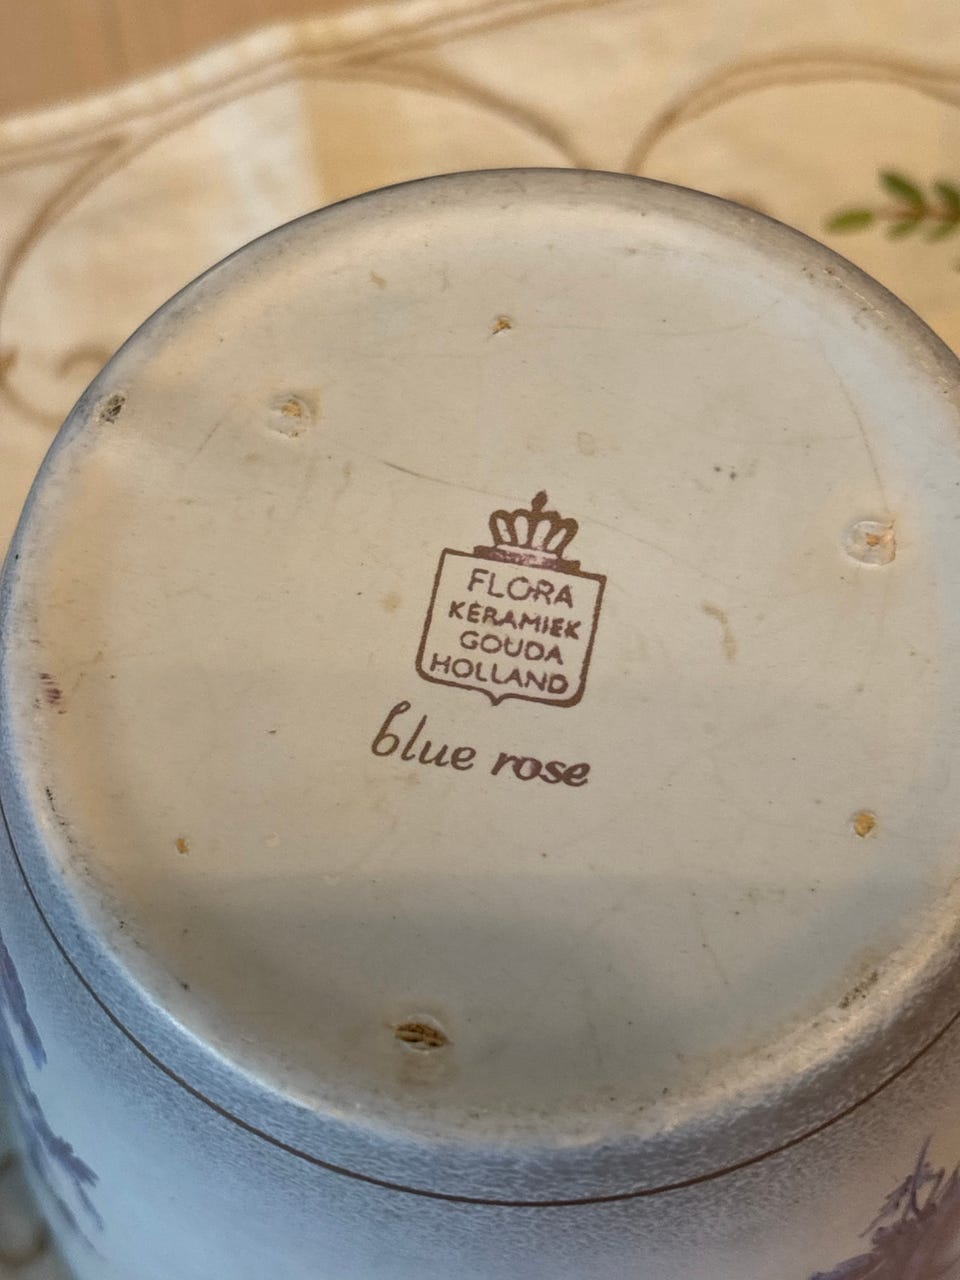 FLORA
KERAMIEK
GOUDA
HOLLAND
blue rose